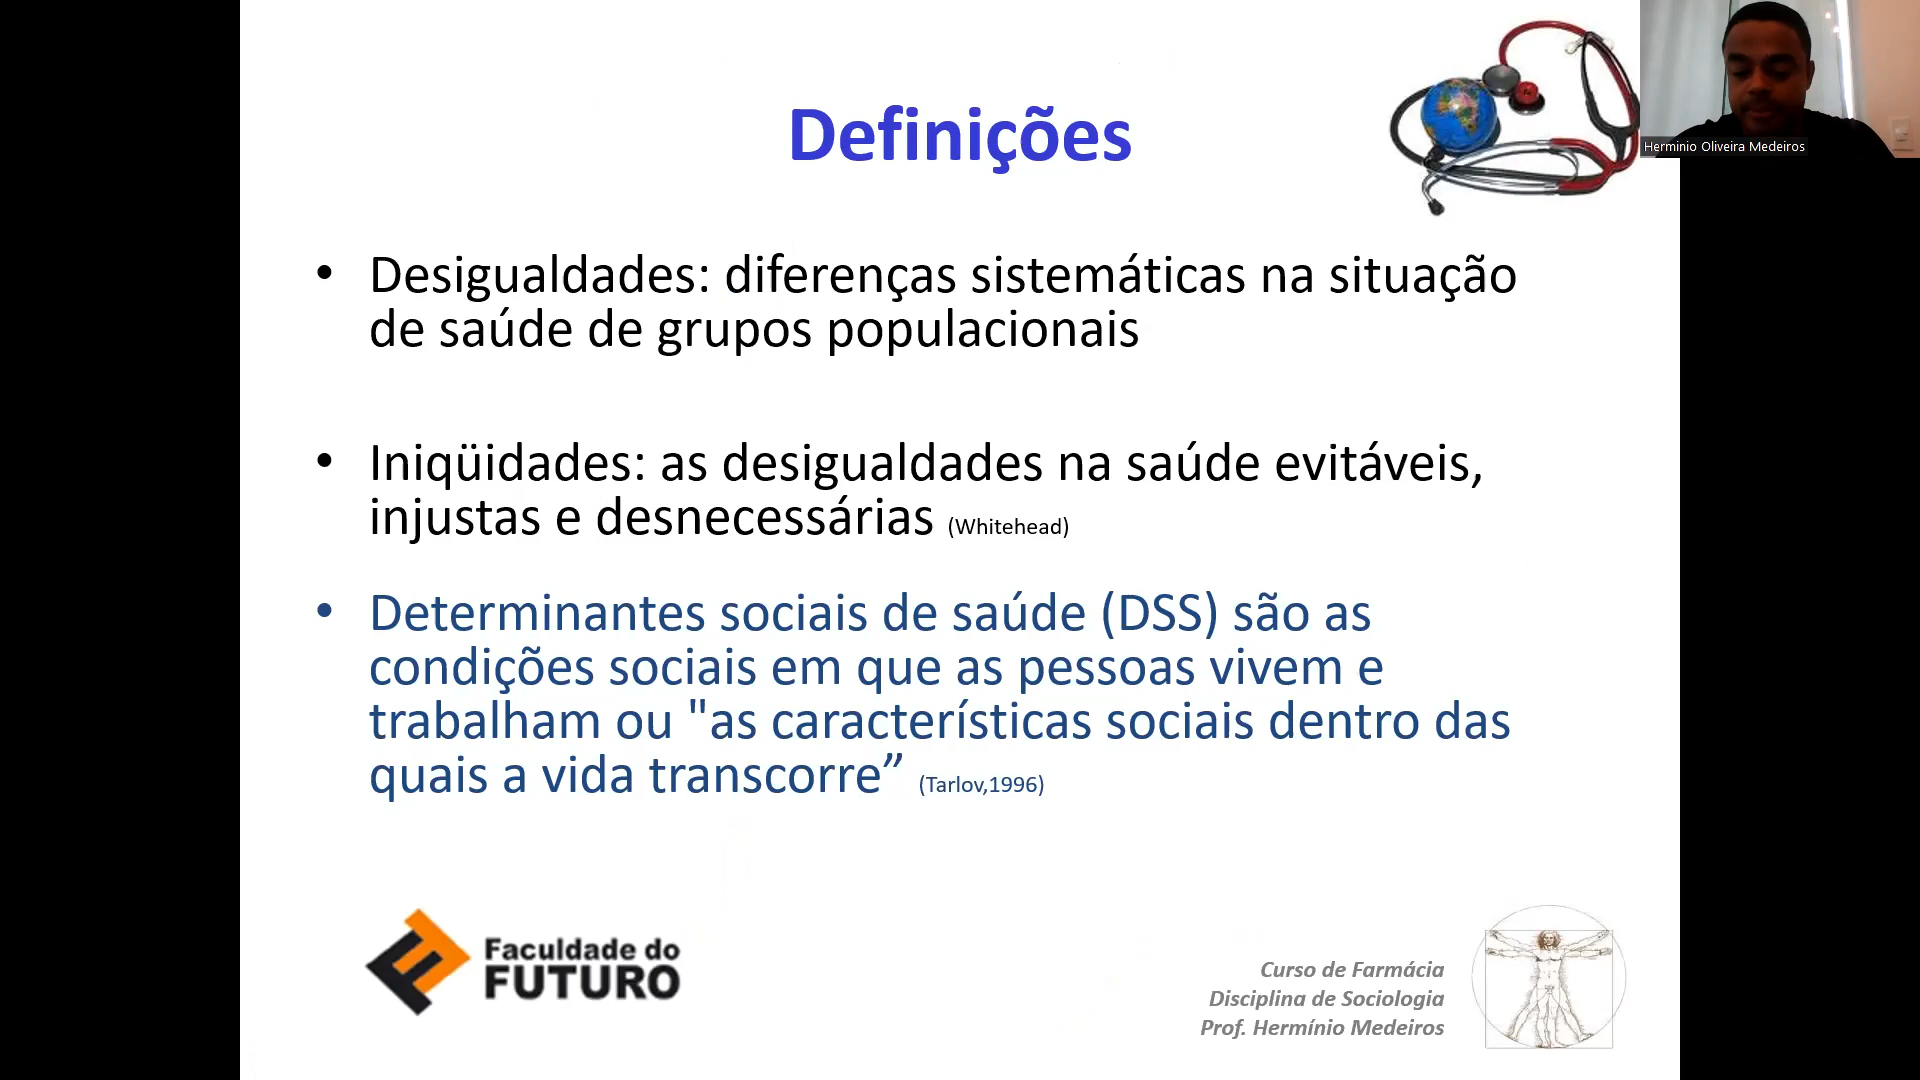 Definições
Herminio Oliveira Medeiros
• Desigualdades: diferenças sistemáticas na situação
de saúde de grupos populacionais
• Iniqüidades: as desigualdades na saúde evitáveis,
injustas e desnecessárias (Whitehead)
• Determinantes sociais de saúde (DSS) são as
condições sociais em que as pessoas vivem e
trabalham ou "as características sociais dentro das
quais a vida transcorre” (Tarlov,1996)
Faculdade do
FUTURO
Curso de Farmácia
Disciplina de Sociologia
Prof. Hermínio Medeiros